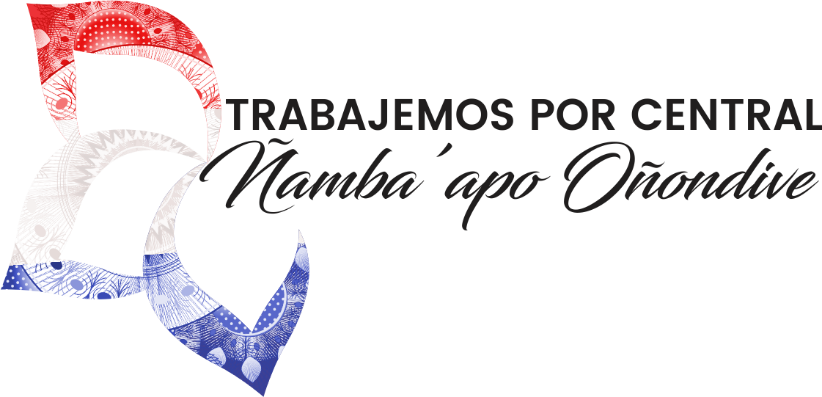 TRABAJEMOS POR CENTRAL
Ñamba'apo Oñondive